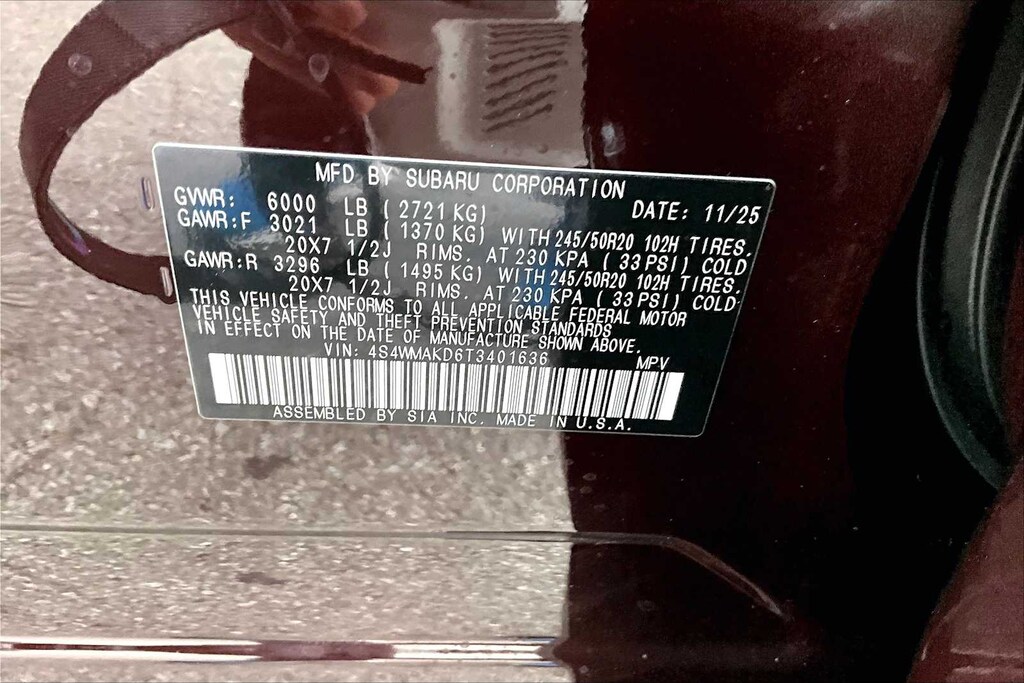 MFD BY SUBARU CORPORATION
GVWR: 6000 LB ( 2721 KG) DATE: 11/25
GAWR:F 3021 LB ( 1370 KG) WITH 245/50R20 102H TIRES.
20X7 1/2J RIMS. AT 230 KPA ( 33 PSI) COLD
GAWR:R 3296 LB ( 1495 KG) WITH 245/50R20 102H TIRES.
20X7 1/2J RIMS. AT 230 KPA ( 33 PSI) COLD
THIS VEHICLE CONFORMS TO ALL APPLICABLE FEDERAL MOTOR
VEHICLE SAFETY AND THEFT PREVENTION STANDARDS
IN EFFECT ON THE DATE OF MANUFACTURE SHOWN ABOVE.
VIN: 4S4WMAKD6T3401636 MPV
ASSEMBLED BY SIA INC. MADE IN U.S.A.